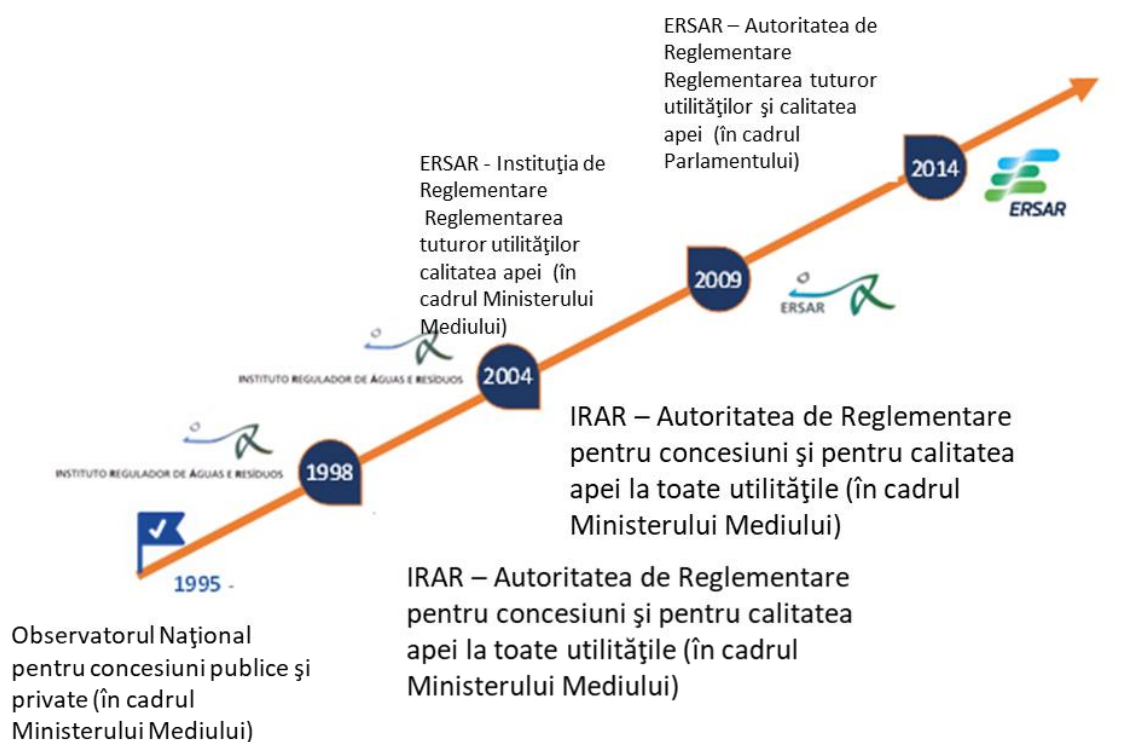 ERSAR – Autoritatea de
Reglementare
Reglementarea tuturor
utilităţilor şi calitatea
apei (în cadrul
Parlamentului)
2014
ERSAR
ERSAR - Instituţia de
Reglementare
Reglementarea
tuturor utilităţilor
calitatea apei (în
cadrul Ministerului
Mediului)
2009
ERSAR
INSTITUTO REGULADOR DE ÁGUAS E RESÍDUOS
2004
IRAR – Autoritatea de Reglementare
pentru concesiuni şi pentru calitatea
apei la toate utilităţile (în cadrul
Ministerului Mediului)
INSTITUTO REGULADOR DE ÁGUAS E RESÍDUOS
1998
IRAR – Autoritatea de Reglementare
pentru concesiuni şi pentru calitatea
apei la toate utilităţile (în cadrul
Ministerului Mediului)
1995 -
Observatorul Naţional
pentru concesiuni publice şi
private (în cadrul
Ministerului Mediului)